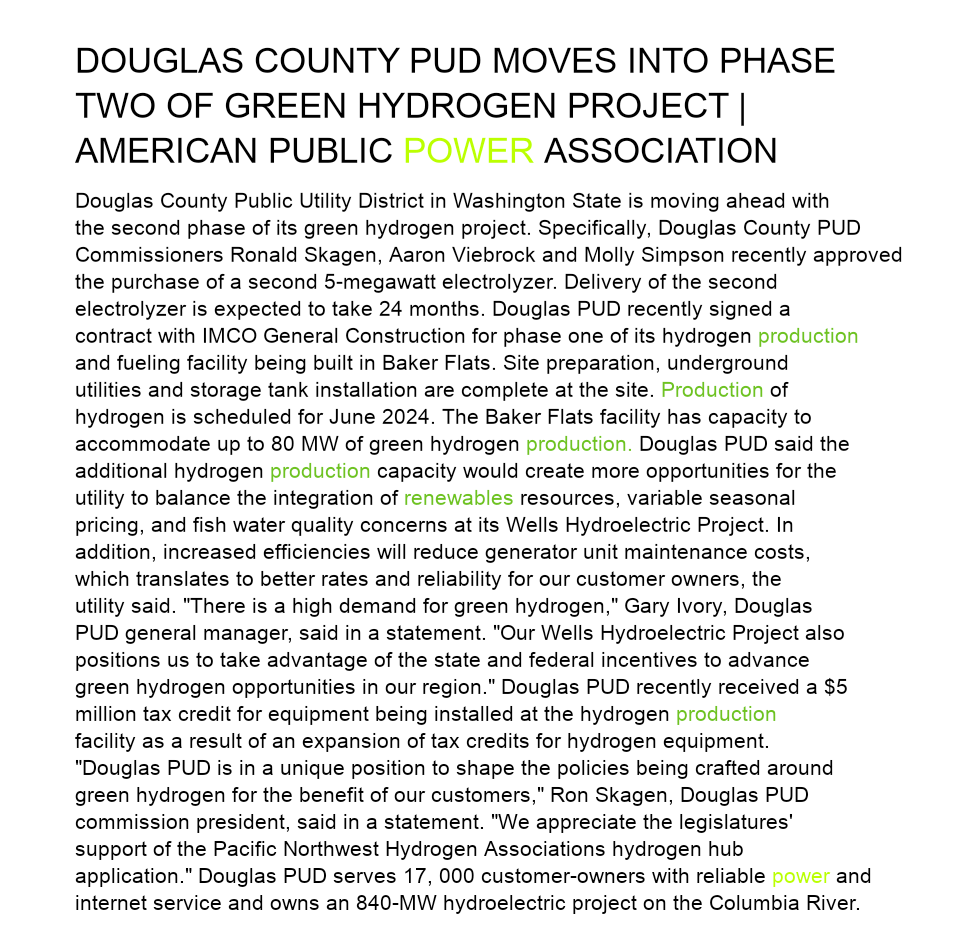 DOUGLAS COUNTY PUD MOVES INTO PHASE
TWO OF GREEN HYDROGEN PROJECT |
AMERICAN PUBLIC POWER ASSOCIATION
Douglas County Public Utility District in Washington State is moving ahead with
the second phase of its green hydrogen project. Specifically, Douglas County PUD
Commissioners Ronald Skagen, Aaron Viebrock and Molly Simpson recently approved
the purchase of a second 5-megawatt electrolyzer. Delivery of the second
electrolyzer is expected to take 24 months. Douglas PUD recently signed a
contract with IMCO General Construction for phase one of its hydrogen production
and fueling facility being built in Baker Flats. Site preparation, underground
utilities and storage tank installation are complete at the site. Production of
hydrogen is scheduled for June 2024. The Baker Flats facility has capacity to
accommodate up to 80 MW of green hydrogen production. Douglas PUD said the
additional hydrogen production capacity would create more opportunities for the
utility to balance the integration of renewables resources, variable seasonal
pricing, and fish water quality concerns at its Wells Hydroelectric Project. In
addition, increased efficiencies will reduce generator unit maintenance costs,
which translates to better rates and reliability for our customer owners, the
utility said. "There is a high demand for green hydrogen," Gary Ivory, Douglas
PUD general manager, said in a statement. "Our Wells Hydroelectric Project also
positions us to take advantage of the state and federal incentives to advance
green hydrogen opportunities in our region." Douglas PUD recently received a $5
million tax credit for equipment being installed at the hydrogen production
facility as a result of an expansion of tax credits for hydrogen equipment.
"Douglas PUD is in a unique position to shape the policies being crafted around
green hydrogen for the benefit of our customers," Ron Skagen, Douglas PUD
commission president, said in a statement. "We appreciate the legislatures'
support of the Pacific Northwest Hydrogen Associations hydrogen hub
application." Douglas PUD serves 17, 000 customer-owners with reliable power and
internet service and owns an 840-MW hydroelectric project on the Columbia River.